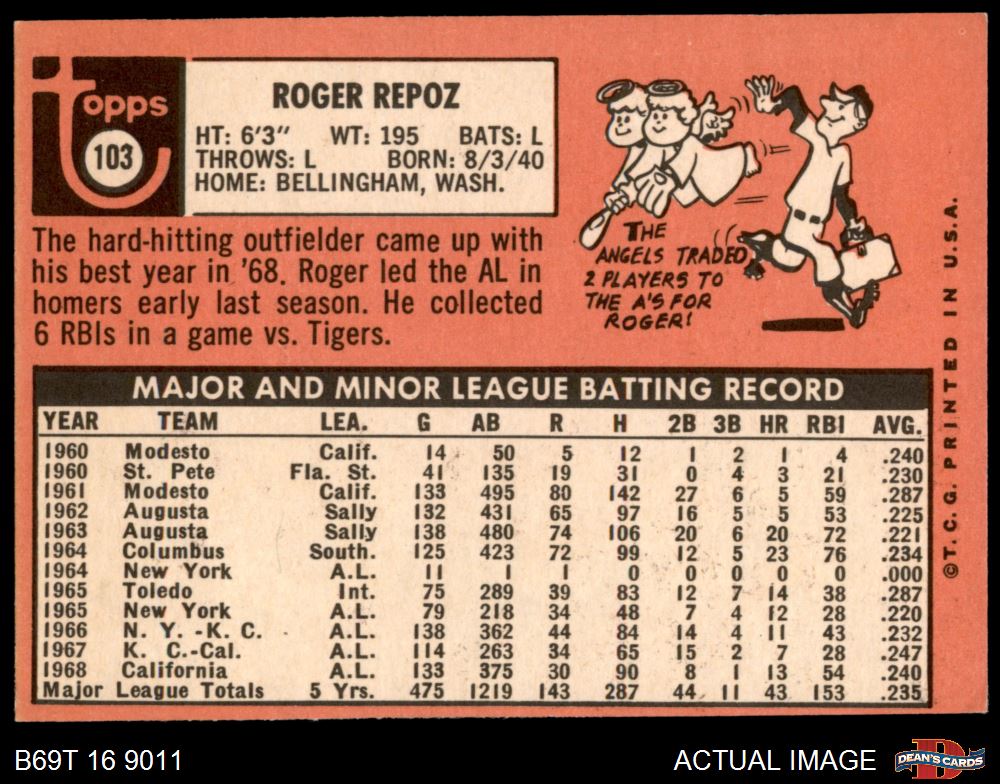 topps
103
ROGER REPOZ
HT: 6'3" WT: 195 BATS: L
THROWS: L BORN: 8/3/40
HOME: BELLINGHAM, WASH.
The hard-hitting outfielder came up with
his best year in '68. Roger led the AL in
homers early last season. He collected
6 RBIs in a game vs. Tigers.
THE
ANGELS TRADED
2 PLAYERS TO
THE A'S FOR
ROGER!
MAJOR AND MINOR LEAGUE BATTING RECORD
YEAR TEAM LEA. G AB R H 2B 3B HR RBI AVG.
1960 Modesto Calif. 14 50 5 12 1 2 1 4 .240
1960 St. Pete Fla. St. 41 135 19 31 0 4 3 21 .230
1961 Modesto Calif. 133 495 80 142 27 6 5 59 .287
1962 Augusta Sally 132 431 65 97 16 5 5 53 .225
1963 Augusta Sally 138 480 74 106 20 6 20 72 .221
1964 Columbus South. 125 423 72 99 12 5 23 76 .234
1964 New York A.L. 11 1 1 0 0 0 0 0 .000
1965 Toledo Int. 75 289 39 83 12 7 14 38 .287
1965 New York A.L. 79 218 34 48 7 4 12 28 .220
1966 N. Y. -K. C. A.L. 138 362 44 84 14 4 11 43 .232
1967 K. C.-Cal. A.L. 114 263 34 65 15 2 7 28 .247
1968 California A.L. 133 375 30 90 8 1 13 54 .240
Major League Totals 5 Yrs. 475 1219 143 287 44 11 43 153 .235
©T. C. G. PRINTED IN U.S.A.
B69T 16 9011
ACTUAL IMAGE
DEAN'S CARDS